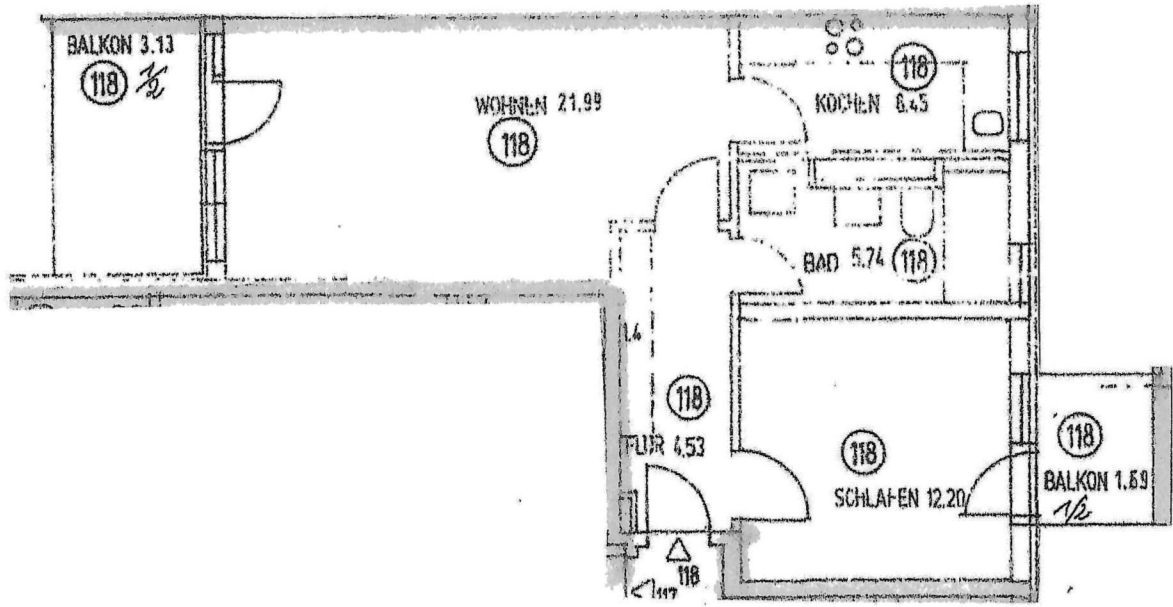 BALKON 3.13
118 1/2
WOHNEN 21.99
118
118
KOCHEN 6.45
BAD 5.74 118
1.4
118
FLUR 4.53
118
SCHLAFEN 12.20
118
BALKON 1.69
1/2
118
117